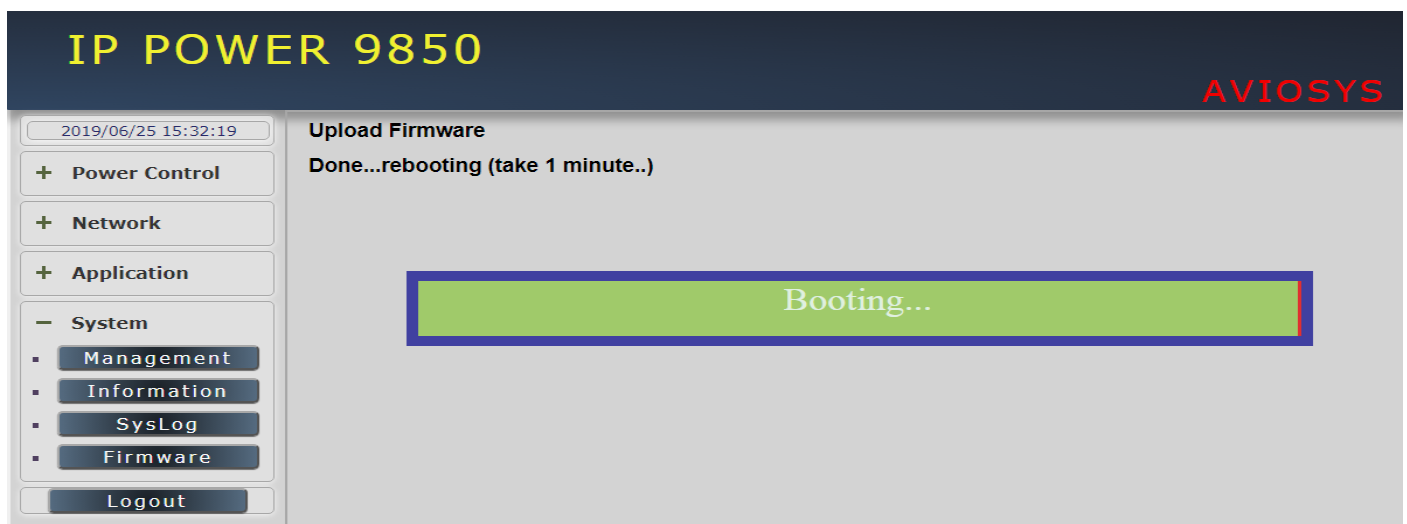 IP POWER 9850
AVIOSYS
2019/06/25 15:32:19
+ Power Control
+ Network
+ Application
− System
▪ Management
▪ Information
▪ SysLog
▪ Firmware
Logout
Upload Firmware
Done...rebooting (take 1 minute..)
Booting...